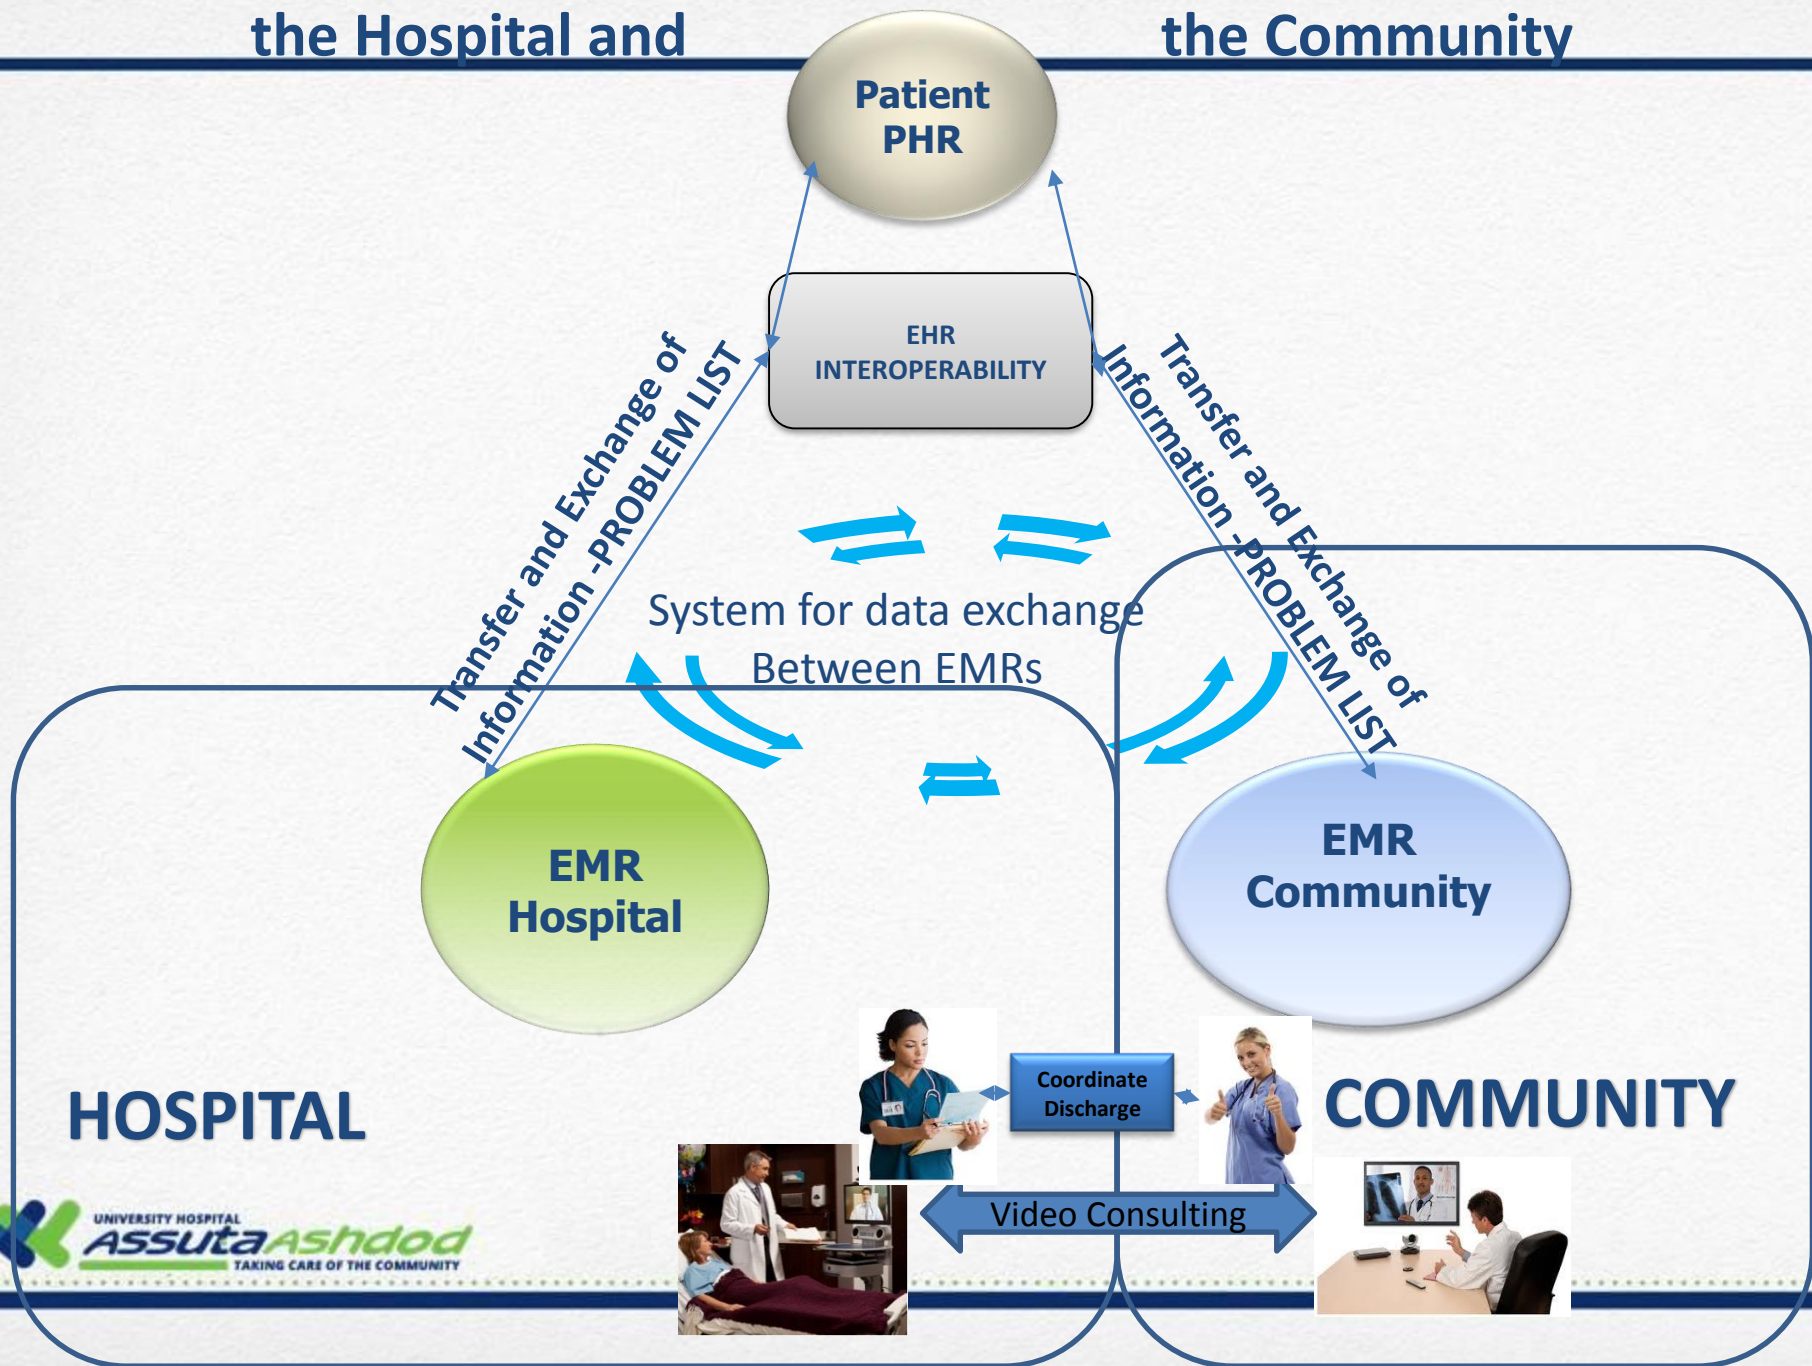 the Hospital and
the Community
Patient
PHR
EHR
INTEROPERABILITY
Transfer and Exchange of
Information -PROBLEM LIST
Transfer and Exchange of
Information -PROBLEM LIST
System for data exchange
Between EMRs
EMR
Hospital
EMR
Community
HOSPITAL
Coordinate
Discharge
COMMUNITY
Video Consulting
UNIVERSITY HOSPITAL
Assuta Ashdod
TAKING CARE OF THE COMMUNITY